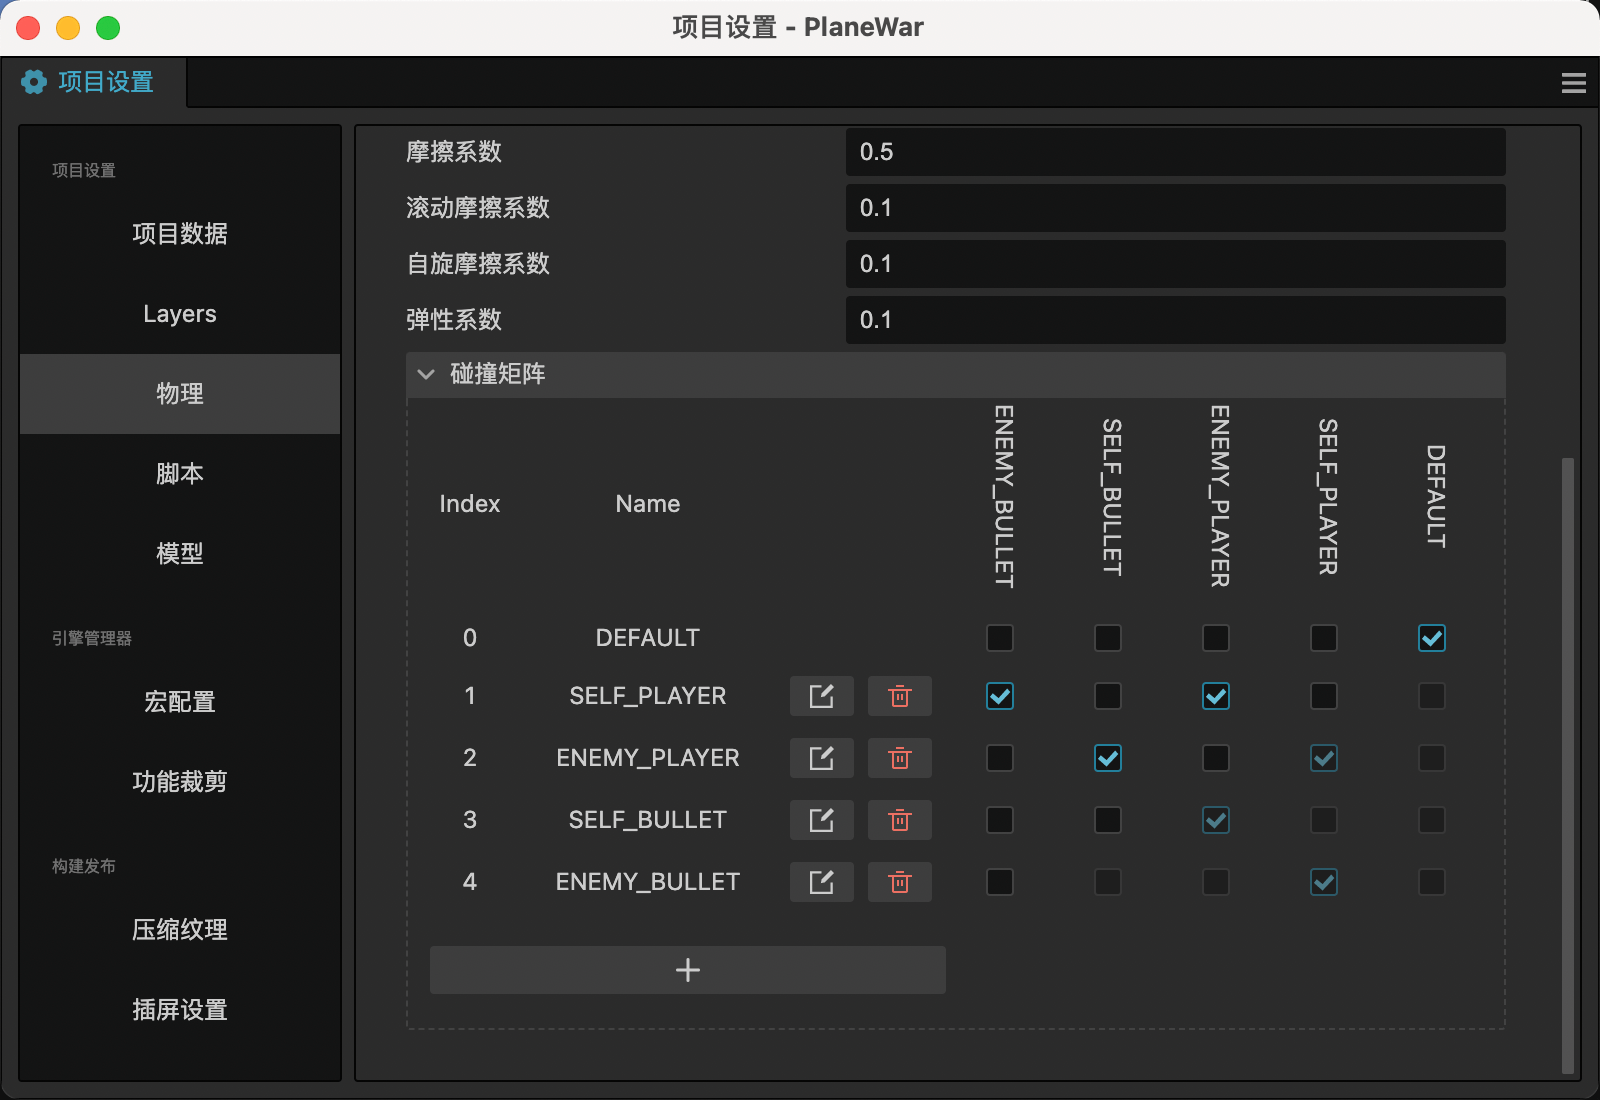 项目设置 - PlaneWar
项目设置
项目设置
项目数据
Layers
物理
脚本
模型
引擎管理器
宏配置
功能裁剪
构建发布
压缩纹理
插屏设置
摩擦系数 0.5
滚动摩擦系数 0.1
自旋摩擦系数 0.1
弹性系数 0.1
碰撞矩阵
Index Name ENEMY_BULLET SELF_BULLET ENEMY_PLAYER SELF_PLAYER DEFAULT
0 DEFAULT
1 SELF_PLAYER
2 ENEMY_PLAYER
3 SELF_BULLET
4 ENEMY_BULLET